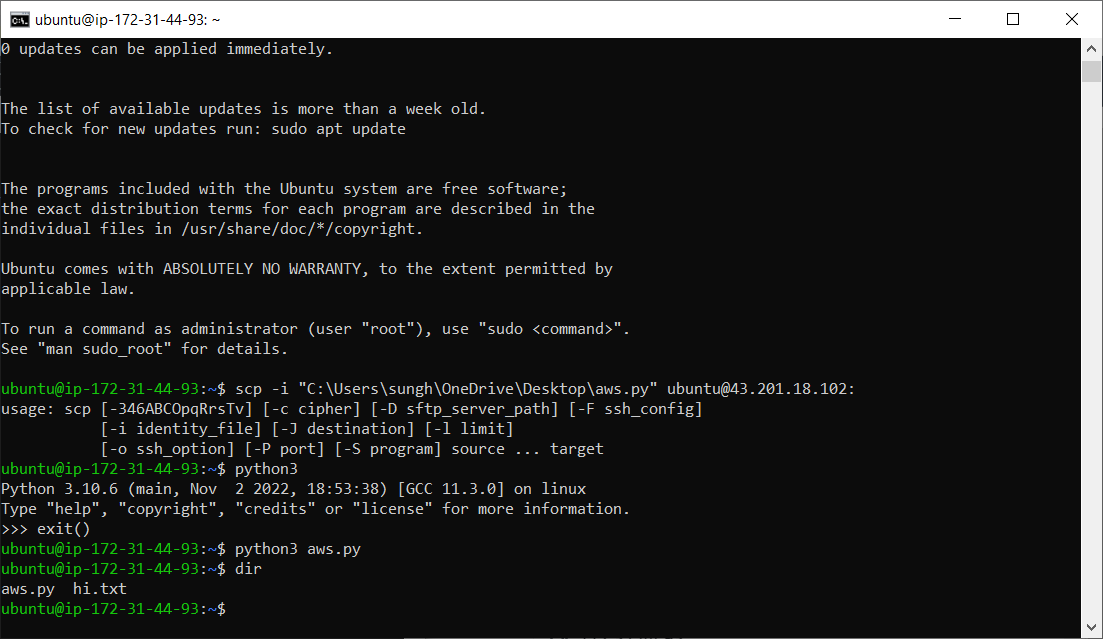 ubuntu@ip-172-31-44-93: ~
0 updates can be applied immediately.
The list of available updates is more than a week old.
To check for new updates run: sudo apt update
The programs included with the Ubuntu system are free software;
the exact distribution terms for each program are described in the
individual files in /usr/share/doc/*/copyright.
Ubuntu comes with ABSOLUTELY NO WARRANTY, to the extent permitted by
applicable law.
To run a command as administrator (user "root"), use "sudo <command>".
See "man sudo_root" for details.
ubuntu@ip-172-31-44-93:~$ scp -i "C:\Users\sungh\OneDrive\Desktop\aws.py" ubuntu@43.201.18.102:
usage: scp [-346ABCOpqRrsTv] [-c cipher] [-D sftp_server_path] [-F ssh_config]
           [-i identity_file] [-J destination] [-l limit]
           [-o ssh_option] [-P port] [-S program] source ... target
ubuntu@ip-172-31-44-93:~$ python3
Python 3.10.6 (main, Nov  2 2022, 18:53:38) [GCC 11.3.0] on linux
Type "help", "copyright", "credits" or "license" for more information.
>>> exit()
ubuntu@ip-172-31-44-93:~$ python3 aws.py
ubuntu@ip-172-31-44-93:~$ dir
aws.py  hi.txt
ubuntu@ip-172-31-44-93:~$